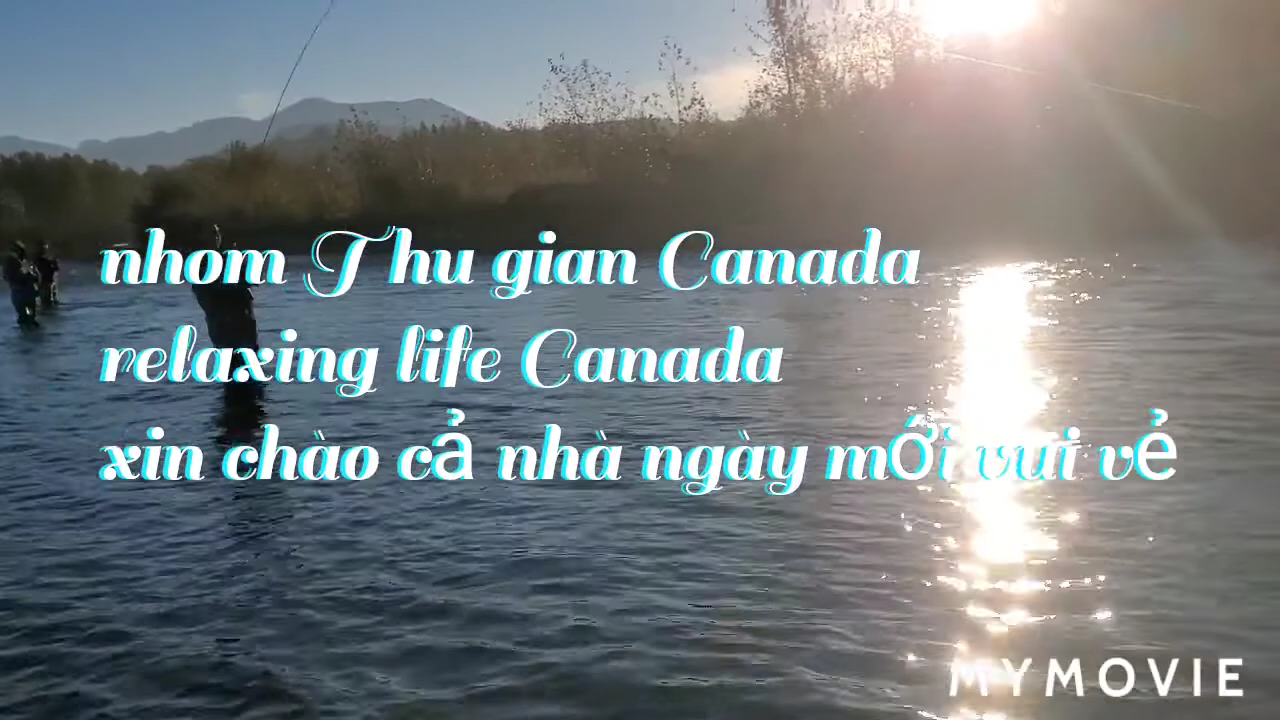 nhom Thu gian Canada
relaxing life Canada
xin chào cả nhà ngày mới vui vẻ
MYMOVIE